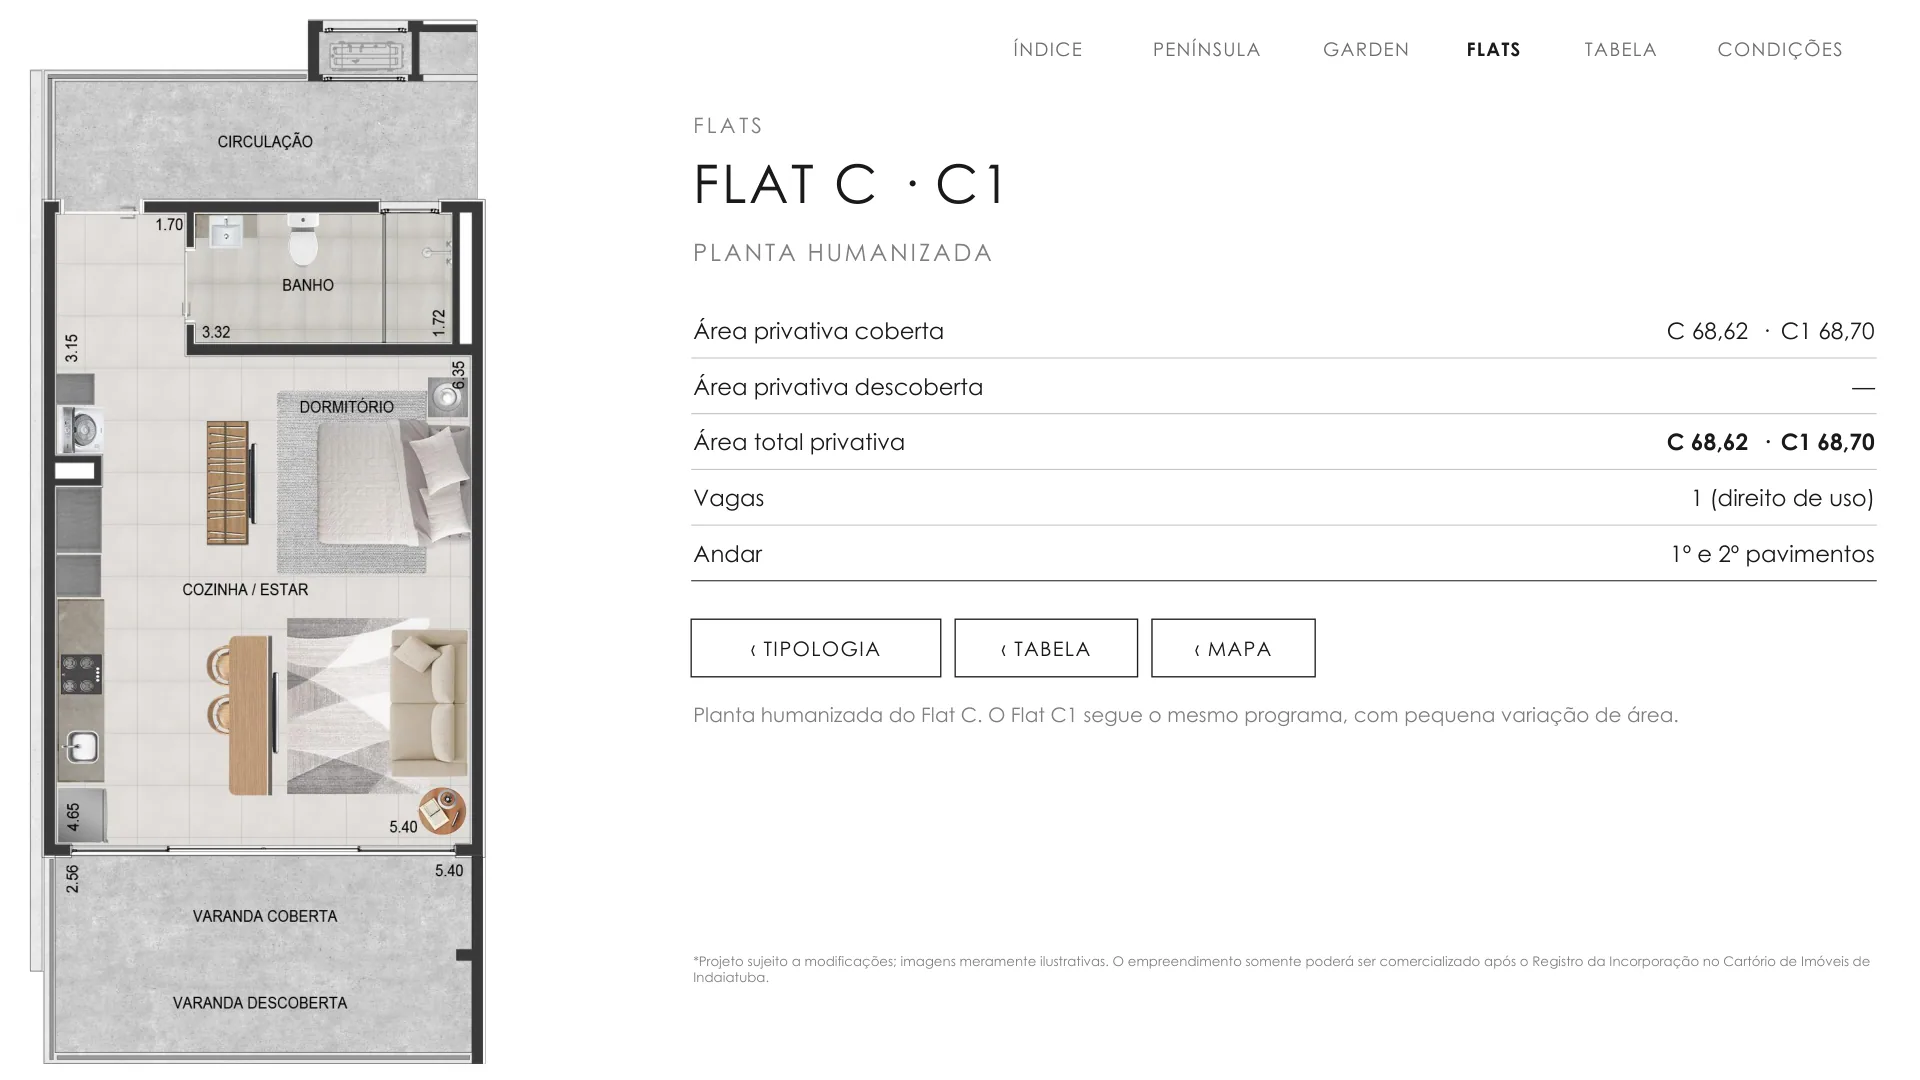 ÍNDICE PENÍNSULA GARDEN FLATS TABELA CONDIÇÕES
FLATS
FLAT C · C1
PLANTA HUMANIZADA
Área privativa coberta C 68,62 · C1 68,70
Área privativa descoberta —
Área total privativa C 68,62 · C1 68,70
Vagas 1 (direito de uso)
Andar 1º e 2º pavimentos
‹ TIPOLOGIA ‹ TABELA ‹ MAPA
Planta humanizada do Flat C. O Flat C1 segue o mesmo programa, com pequena variação de área.
*Projeto sujeito a modificações; imagens meramente ilustrativas. O empreendimento somente poderá ser comercializado após o Registro da Incorporação no Cartório de Imóveis de
Indaiatuba.
CIRCULAÇÃO
1.70
BANHO
3.32
1.72
3.15
6.35
DORMITÓRIO
COZINHA / ESTAR
4.65
5.40
2.56
5.40
VARANDA COBERTA
VARANDA DESCOBERTA